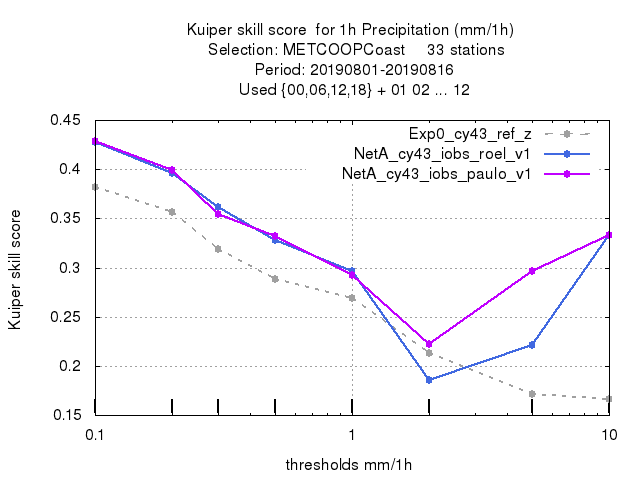 Kuiper skill score  for 1h Precipitation (mm/1h)
Selection: METCOOPCoast     33 stations
Period: 20190801-20190816
Used {00,06,12,18} + 01 02 ... 12
Exp0_cy43_ref_z
NetA_cy43_iobs_roel_v1
NetA_cy43_iobs_paulo_v1
Kuiper skill score
0.45
0.4
0.35
0.3
0.25
0.2
0.15
0.1 1 10
thresholds mm/1h